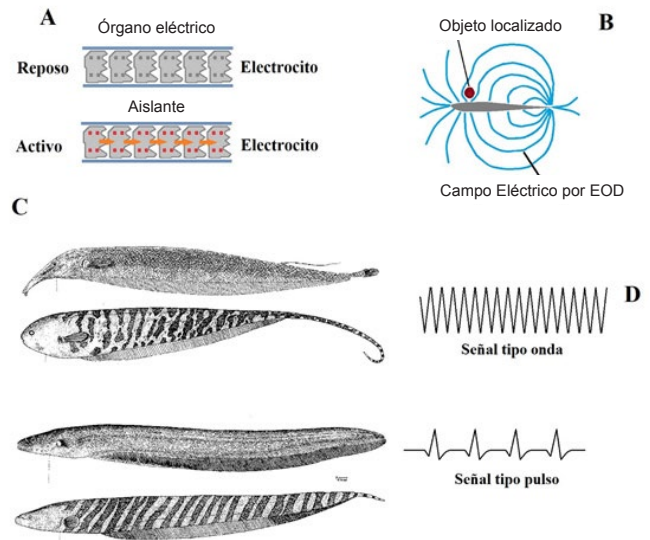 A
Órgano eléctrico
Reposo
Electrocito
Aislante
Activo
Electrocito
B
Objeto localizado
Campo Eléctrico por EOD
C
D
Señal tipo onda
Señal tipo pulso